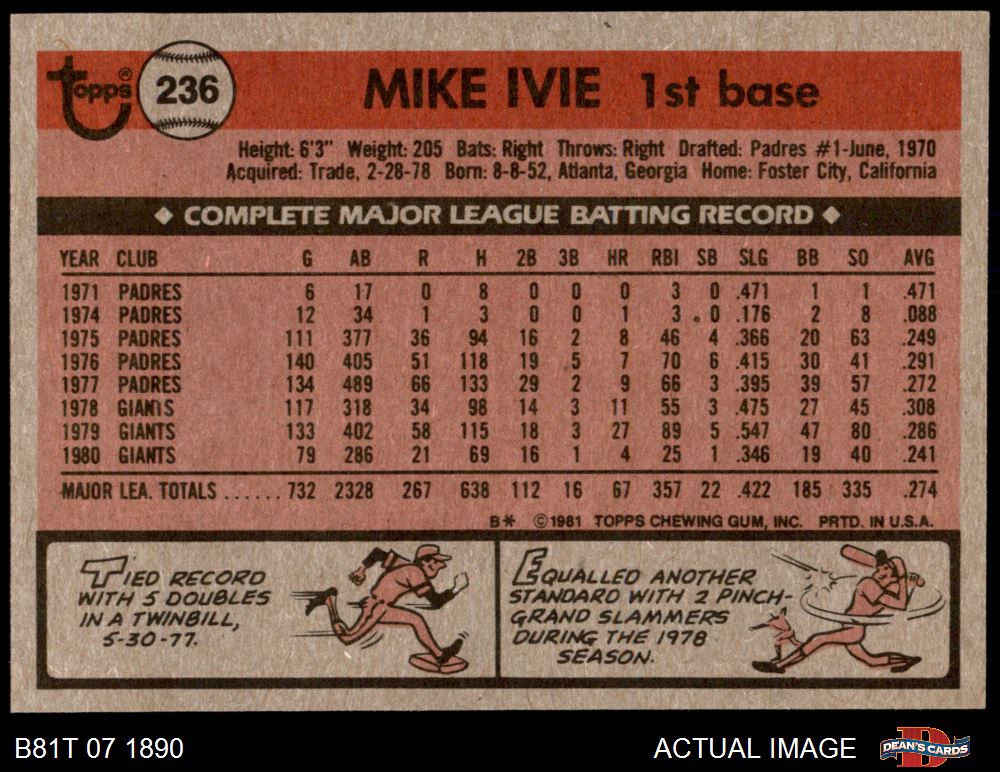 Topps® 236 MIKE IVIE 1st base
Height: 6'3" Weight: 205 Bats: Right Throws: Right Drafted: Padres #1-June, 1970
Acquired: Trade, 2-28-78 Born: 8-8-52, Atlanta, Georgia Home: Foster City, California
◆ COMPLETE MAJOR LEAGUE BATTING RECORD ◆
YEAR CLUB G AB R H 2B 3B HR RBI SB SLG BB SO AVG
1971 PADRES 6 17 0 8 0 0 0 3 0 .471 1 1 .471
1974 PADRES 12 34 1 3 0 0 1 3 0 .176 2 8 .088
1975 PADRES 111 377 36 94 16 2 8 46 4 .366 20 63 .249
1976 PADRES 140 405 51 118 19 5 7 70 6 .415 30 41 .291
1977 PADRES 134 489 66 133 29 2 9 66 3 .395 39 57 .272
1978 GIANTS 117 318 34 98 14 3 11 55 3 .475 27 45 .308
1979 GIANTS 133 402 58 115 18 3 27 89 5 .547 47 80 .286
1980 GIANTS 79 286 21 69 16 1 4 25 1 .346 19 40 .241
MAJOR LEA. TOTALS ...... 732 2328 267 638 112 16 67 357 22 .422 185 335 .274
B* ©1981 TOPPS CHEWING GUM, INC. PRTD. IN U.S.A.
TIED RECORD
WITH 5 DOUBLES
IN A TWINBILL,
5-30-77.
EQUALLED ANOTHER
STANDARD WITH 2 PINCH-
GRAND SLAMMERS
DURING THE 1978
SEASON.
B81T 07 1890 ACTUAL IMAGE D DEAN'S CARDS